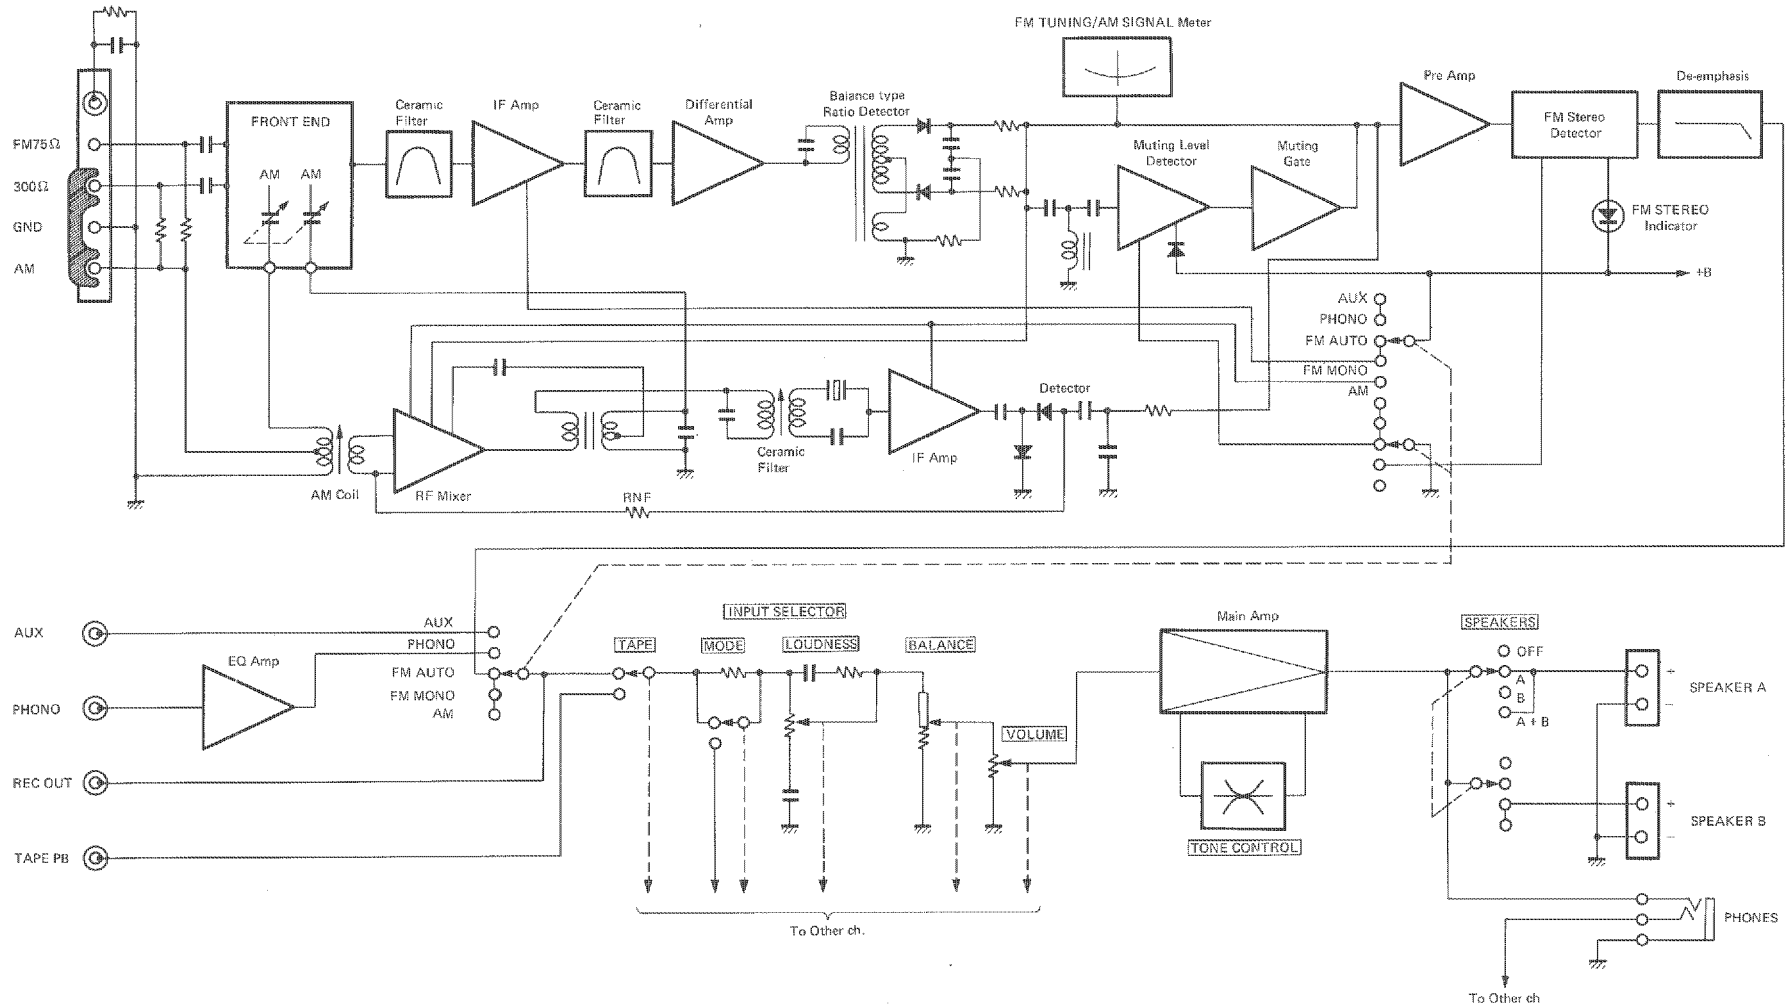 FM TUNING/AM SIGNAL Meter
Pre Amp
De-emphasis
FM Stereo
Detector
Balance type
Ratio Detector
Ceramic
Filter
IF Amp
Ceramic
Filter
Differential
Amp
FRONT END
AM
AM
FM75Ω
300Ω
GND
AM
Muting Level
Detector
Muting
Gate
FM STEREO
Indicator
+B
AUX
PHONO
FM AUTO
FM MONO
AM
Detector
Ceramic
Filter
IF Amp
AM Coil
RF Mixer
RNF
AUX
EQ Amp
PHONO
REC OUT
TAPE PB
AUX
PHONO
FM AUTO
FM MONO
AM
INPUT SELECTOR
TAPE
MODE
LOUDNESS
BALANCE
VOLUME
Main Amp
TONE CONTROL
SPEAKERS
OFF
A
B
A + B
+
SPEAKER A
−
+
SPEAKER B
−
PHONES
To Other ch.
To Other ch